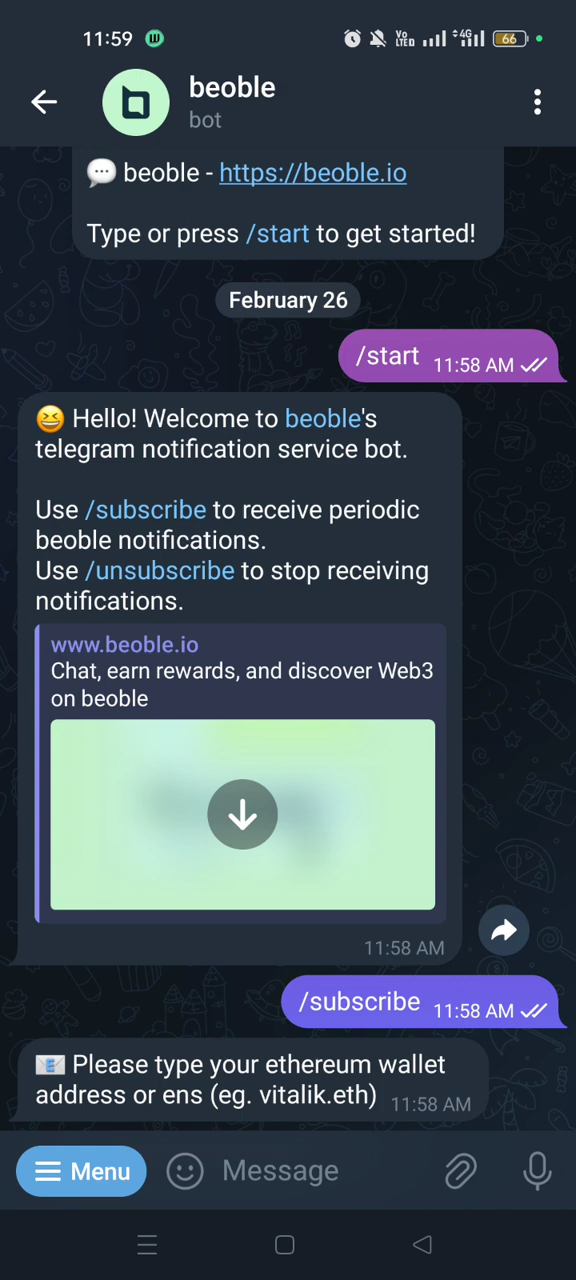 11:59
Vo LTED 4G 66
beoble
bot
beoble - https://beoble.io
Type or press /start to get started!
February 26
/start 11:58 AM
Hello! Welcome to beoble's
telegram notification service bot.
Use /subscribe to receive periodic
beoble notifications.
Use /unsubscribe to stop receiving
notifications.
www.beoble.io
Chat, earn rewards, and discover Web3
on beoble
11:58 AM
/subscribe 11:58 AM
Please type your ethereum wallet
address or ens (eg. vitalik.eth) 11:58 AM
Menu Message